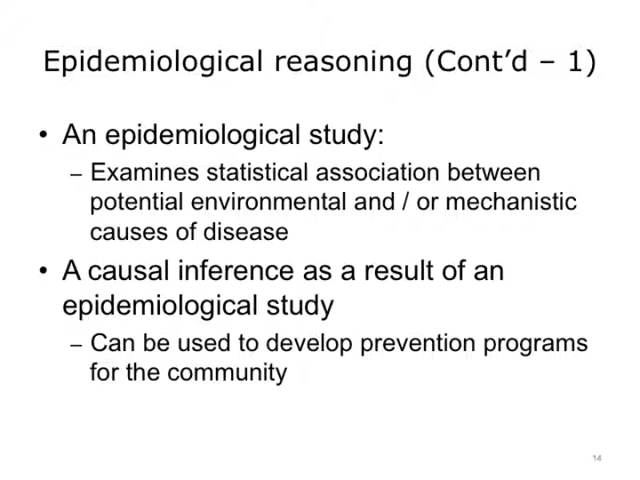 Epidemiological reasoning (Cont’d – 1)
• An epidemiological study:
– Examines statistical association between
potential environmental and / or mechanistic
causes of disease
• A causal inference as a result of an
epidemiological study
– Can be used to develop prevention programs
for the community
14